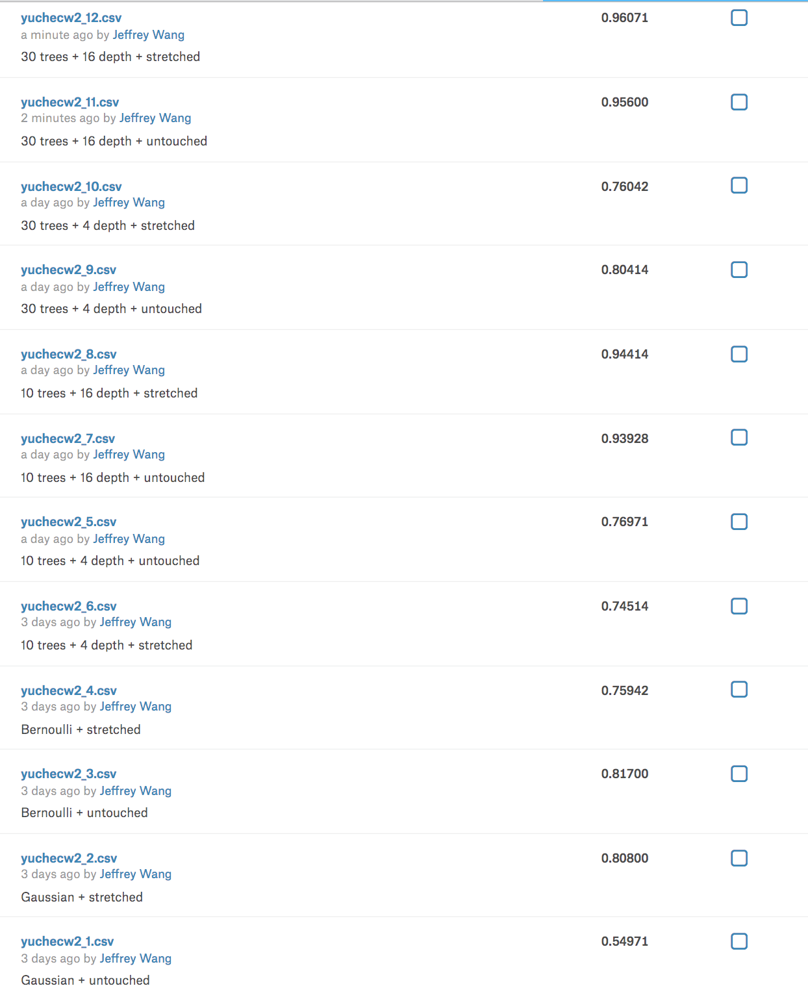 yuchecw2_12.csv 0.96071
a minute ago by Jeffrey Wang
30 trees + 16 depth + stretched
yuchecw2_11.csv 0.95600
2 minutes ago by Jeffrey Wang
30 trees + 16 depth + untouched
yuchecw2_10.csv 0.76042
a day ago by Jeffrey Wang
30 trees + 4 depth + stretched
yuchecw2_9.csv 0.80414
a day ago by Jeffrey Wang
30 trees + 4 depth + untouched
yuchecw2_8.csv 0.94414
a day ago by Jeffrey Wang
10 trees + 16 depth + stretched
yuchecw2_7.csv 0.93928
a day ago by Jeffrey Wang
10 trees + 16 depth + untouched
yuchecw2_5.csv 0.76971
a day ago by Jeffrey Wang
10 trees + 4 depth + untouched
yuchecw2_6.csv 0.74514
3 days ago by Jeffrey Wang
10 trees + 4 depth + stretched
yuchecw2_4.csv 0.75942
3 days ago by Jeffrey Wang
Bernoulli + stretched
yuchecw2_3.csv 0.81700
3 days ago by Jeffrey Wang
Bernoulli + untouched
yuchecw2_2.csv 0.80800
3 days ago by Jeffrey Wang
Gaussian + stretched
yuchecw2_1.csv 0.54971
3 days ago by Jeffrey Wang
Gaussian + untouched